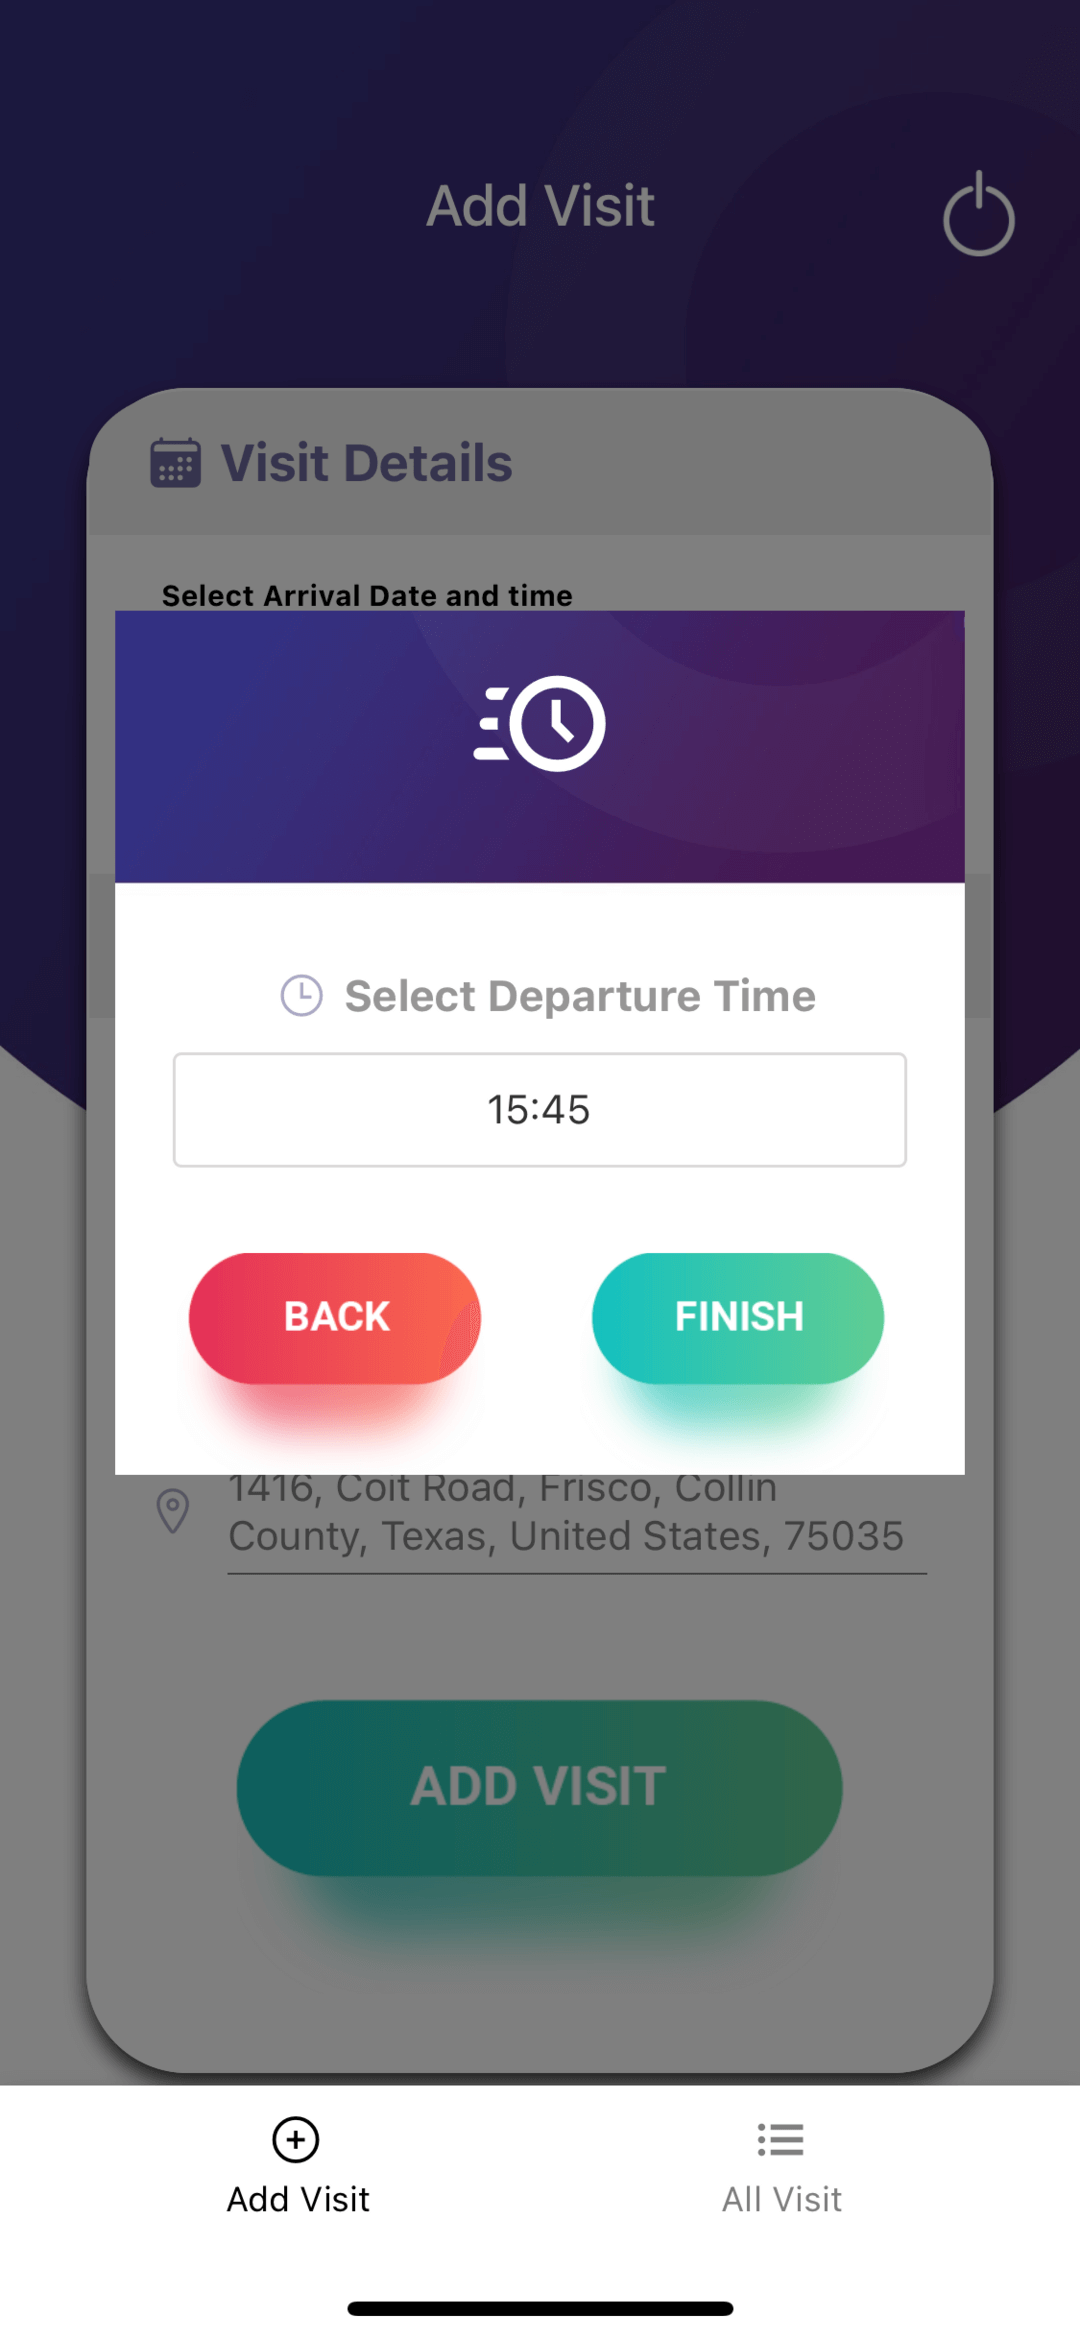 Add Visit
Visit Details
Select Arrival Date and time
Select Departure Time
15:45
BACK
FINISH
1416, Coit Road, Frisco, Collin
County, Texas, United States, 75035
ADD VISIT
Add Visit
All Visit